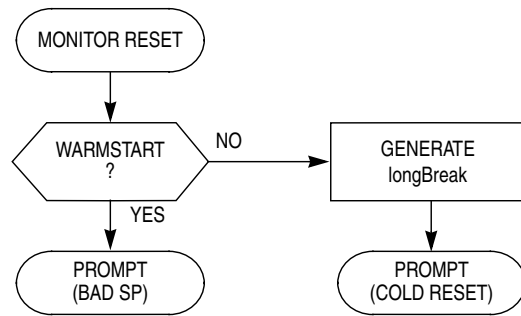 MONITOR RESET
WARMSTART
?
NO
GENERATE
longBreak
YES
PROMPT
(BAD SP)
PROMPT
(COLD RESET)